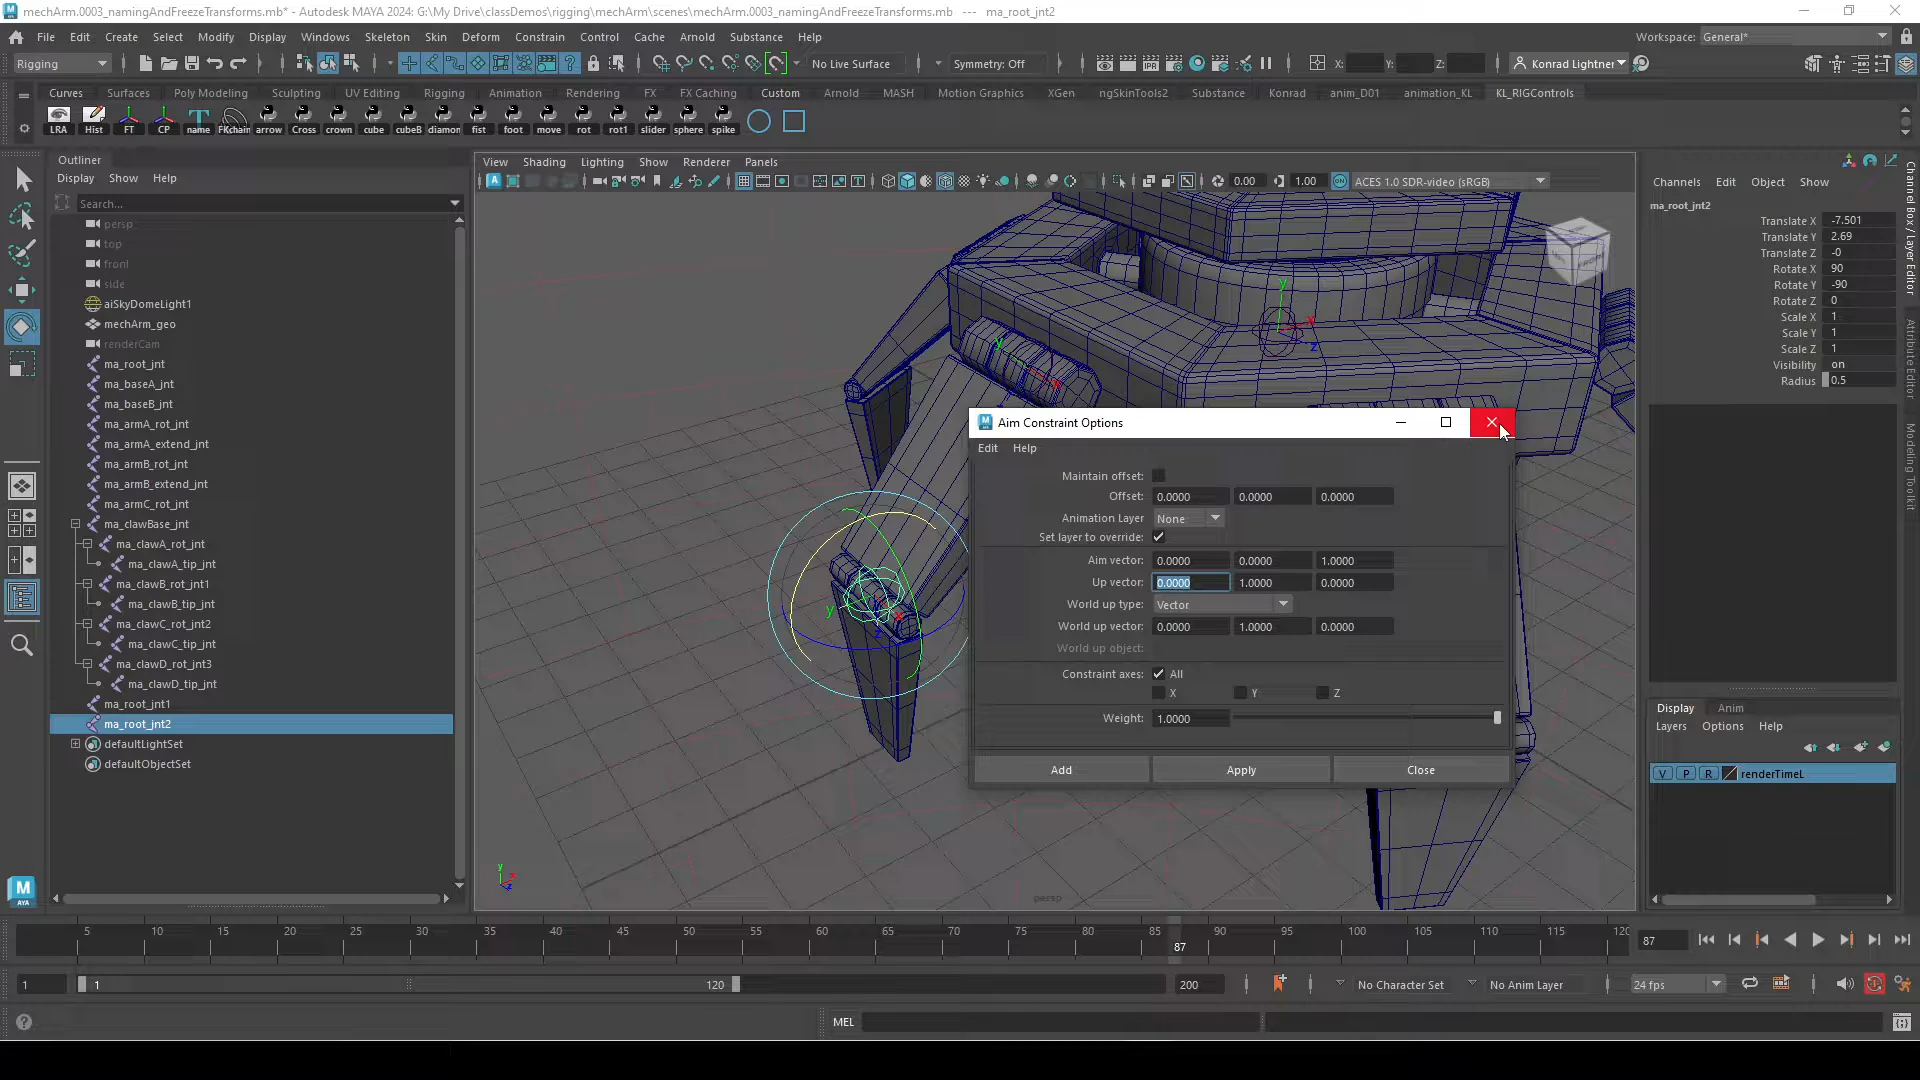 mechArm.0003_namingAndFreezeTransforms.mb* - Autodesk MAYA 2024: G:\My Drive\classDemos\rigging\mechArm\scenes\mechArm.0003_namingAndFreezeTransforms.mb --- ma_root_jnt2
File Edit Create Select Modify Display Windows Skeleton Skin Deform Constrain Control Cache Arnold Substance Help
Workspace: General*
Rigging
No Live Surface
Symmetry: Off
X: Y: Z:
Konrad Lightner
Curves Surfaces Poly Modeling Sculpting UV Editing Rigging Animation Rendering FX FX Caching Custom Arnold MASH Motion Graphics XGen ngSkinTools2 Substance Konrad anim_D01 animation_KL KL_RIGControls
LRA Hist FT CP name FKchain arrow Cross crown cube cubeB diamon fist foot move rot rot1 slider sphere spike
Outliner
Display Show Help
Search...
persp
top
front
side
aiSkyDomeLight1
mechArm_geo
renderCam
ma_root_jnt
ma_baseA_jnt
ma_baseB_jnt
ma_armA_rot_jnt
ma_armA_extend_jnt
ma_armB_rot_jnt
ma_armB_extend_jnt
ma_armC_rot_jnt
ma_clawBase_jnt
ma_clawA_rot_jnt
ma_clawA_tip_jnt
ma_clawB_rot_jnt1
ma_clawB_tip_jnt
ma_clawC_rot_jnt2
ma_clawC_tip_jnt
ma_clawD_rot_jnt3
ma_clawD_tip_jnt
ma_root_jnt1
ma_root_jnt2
defaultLightSet
defaultObjectSet
View Shading Lighting Show Renderer Panels
0.00 1.00 ACES 1.0 SDR-video (sRGB)
FRONT
y
x
z
y
x
y
x
z
y
x
z
persp
Aim Constraint Options
Edit Help
Maintain offset:
Offset: 0.0000 0.0000 0.0000
Animation Layer None
Set layer to override:
Aim vector: 0.0000 0.0000 1.0000
Up vector: 0.0000 1.0000 0.0000
World up type: Vector
World up vector: 0.0000 1.0000 0.0000
World up object:
Constraint axes: All
X Y Z
Weight: 1.0000
Add Apply Close
Channels Edit Object Show
ma_root_jnt2
Translate X -7.501
Translate Y 2.69
Translate Z -0
Rotate X 90
Rotate Y -90
Rotate Z 0
Scale X 1
Scale Y 1
Scale Z 1
Visibility on
Radius 0.5
Channel Box / Layer Editor
Attribute Editor
Modeling Toolkit
Display Anim
Layers Options Help
V P R renderTimeL
MAYA
5 10 15 20 25 30 35 40 45 50 55 60 65 70 75 80 85 90 95 100 105 110 115 120
87
87
1 1 120 200 No Character Set No Anim Layer 24 fps
MEL